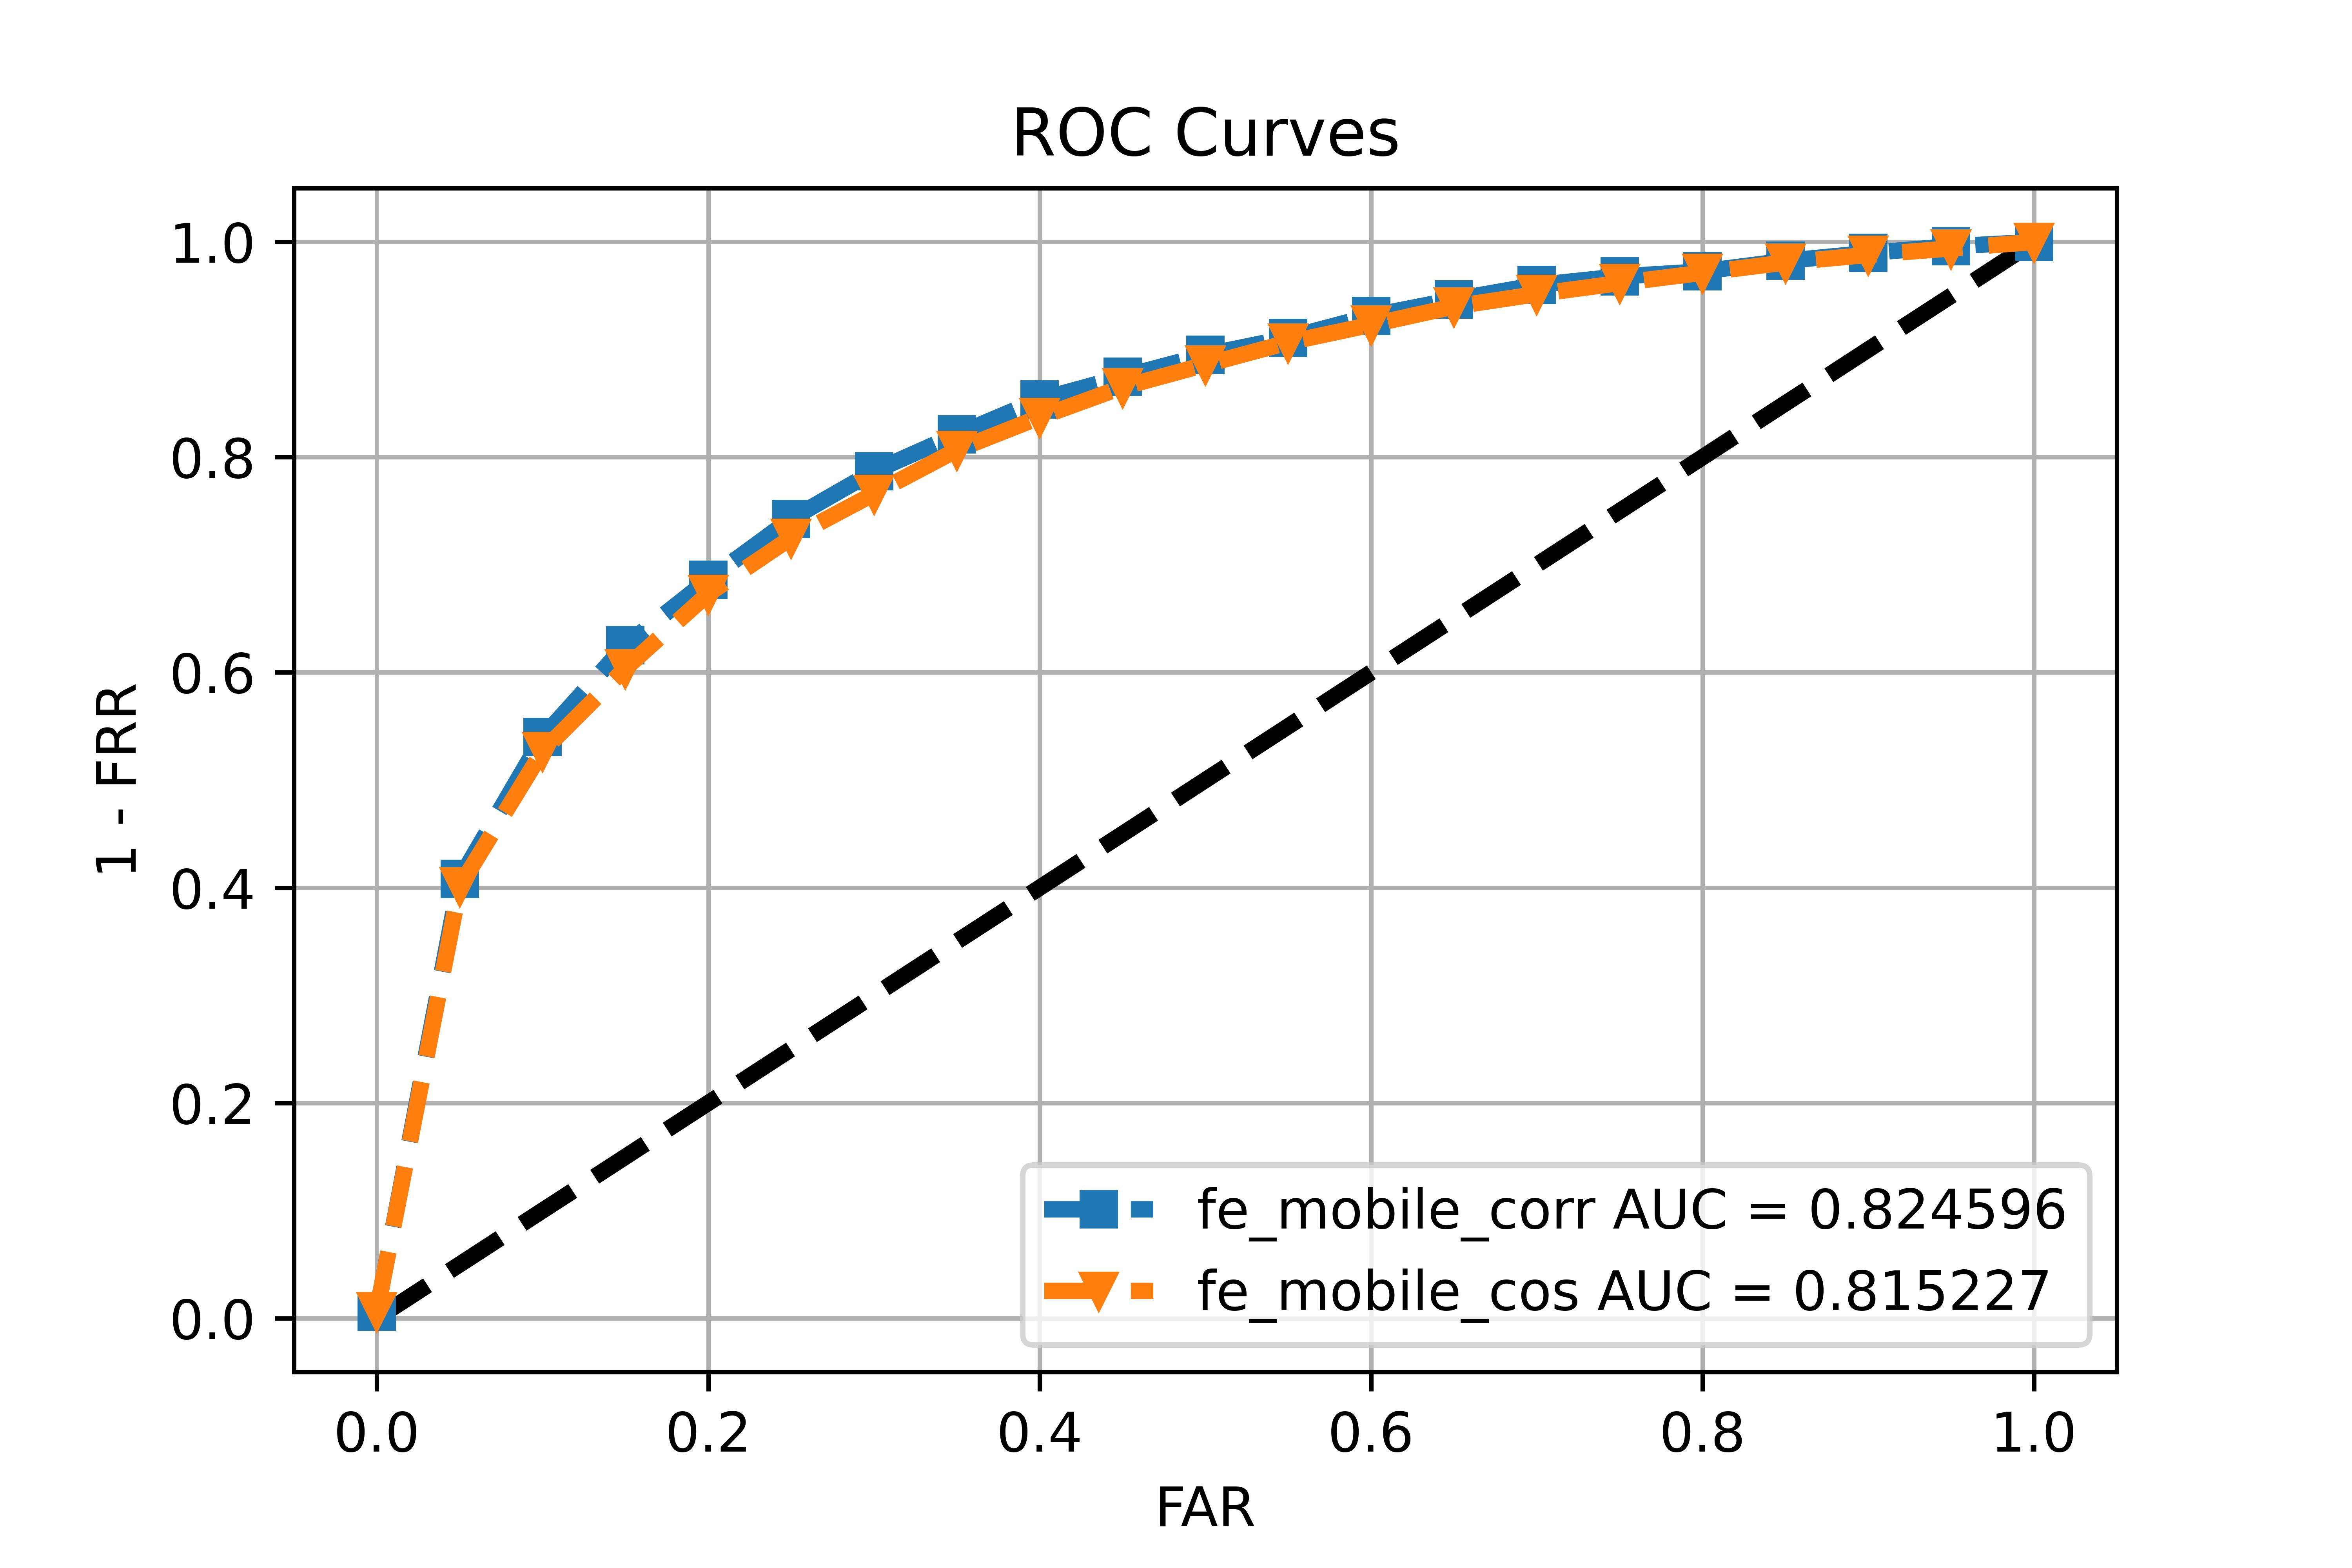 ROC Curves
1.0
0.8
0.6
0.4
0.2
0.0
1 - FRR
fe_mobile_corr AUC = 0.824596
fe_mobile_cos AUC = 0.815227
0.0 0.2 0.4 0.6 0.8 1.0
FAR